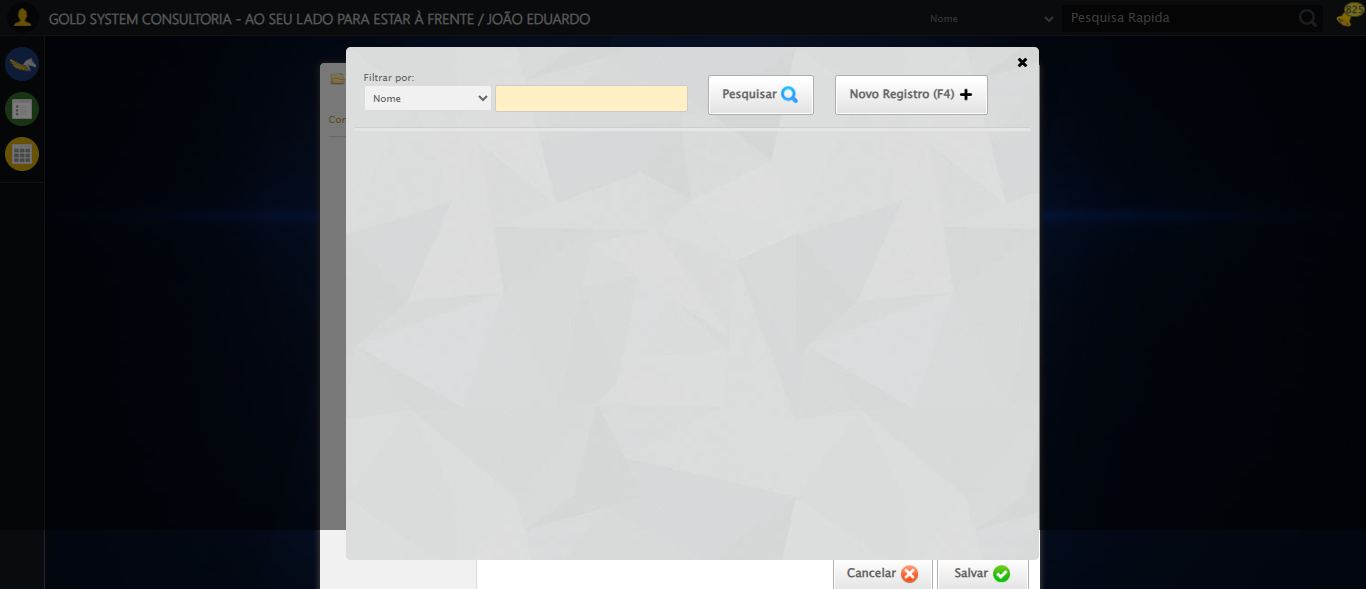 GOLD SYSTEM CONSULTORIA - AO SEU LADO PARA ESTAR À FRENTE / JOÃO EDUARDO
Nome
Pesquisa Rapida
825
Filtrar por:
Nome
Pesquisar
Novo Registro (F4)
Cancelar
Salvar